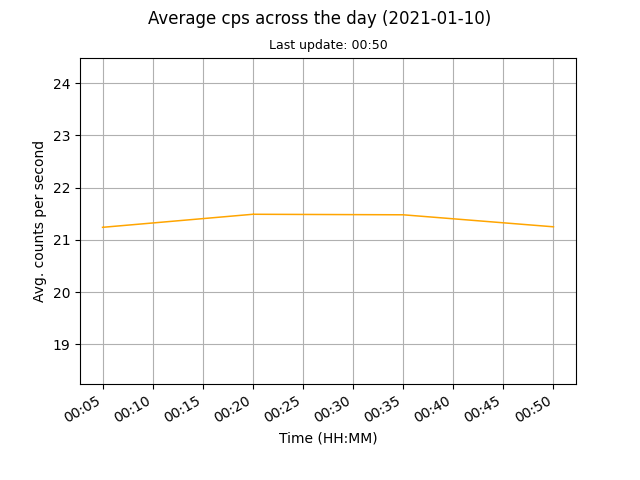 Average cps across the day (2021-01-10)
Last update: 00:50
Avg. counts per second
24
23
22
21
20
19
00:05 00:10 00:15 00:20 00:25 00:30 00:35 00:40 00:45 00:50
Time (HH:MM)